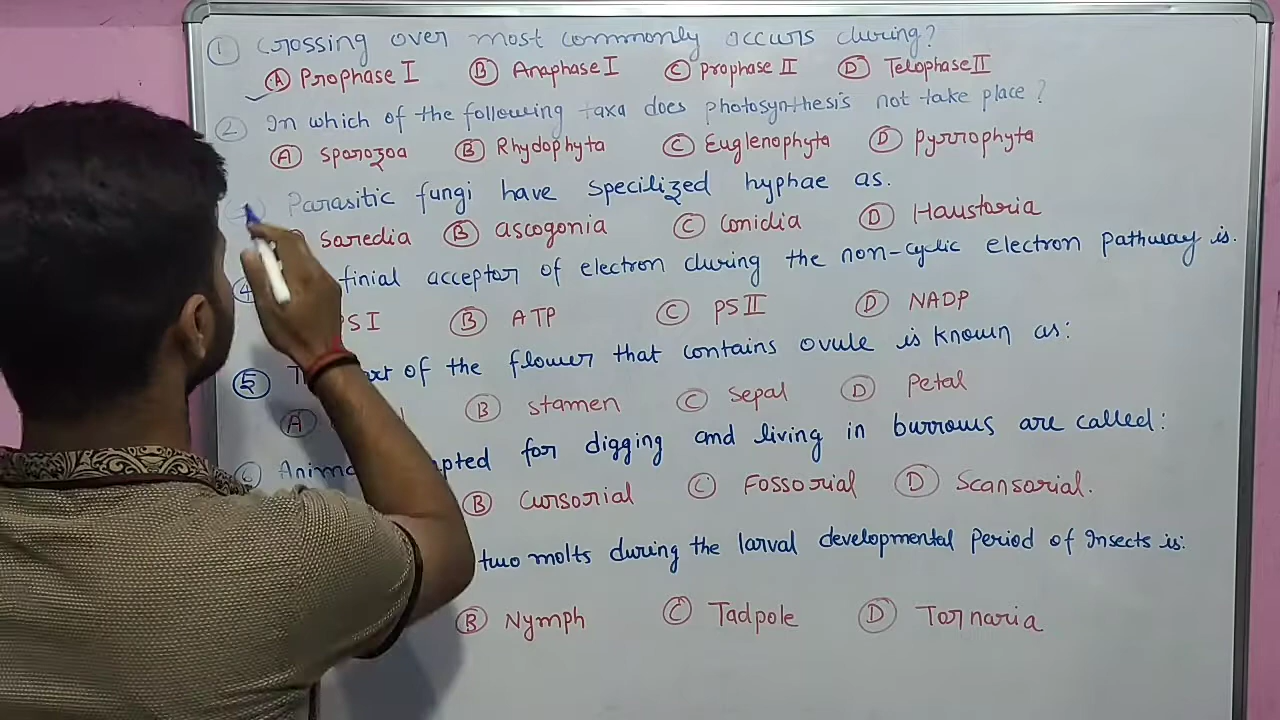 ① Crossing over most commonly occurs during?
Ⓐ Prophase I Ⓑ Anaphase I Ⓒ Prophase II Ⓓ Telophase II
② In which of the following taxa does photosynthesis not take place?
Ⓐ Sporozoa Ⓑ Rhydophyta Ⓒ Euglenophyta Ⓓ Pyrrophyta
Parasitic fungi have specilized hyphae as.
Saredia Ⓑ ascogonia Ⓒ Conidia Ⓓ Haustoria
④ finial acceptor of electron during the non-cyclic electron pathway is.
PS I Ⓑ ATP Ⓒ PS II Ⓓ NADP
⑤ of the flower that contains ovule is known as:
Ⓐ Ⓑ Stamen Ⓒ Sepal Ⓓ Petal
for digging and living in burrows are called:
Ⓑ Cursorial Ⓒ Fossorial Ⓓ Scansorial.
two molts during the larval developmental Period of Insects is:
Ⓑ Nymph Ⓒ Tadpole Ⓓ Tornaria